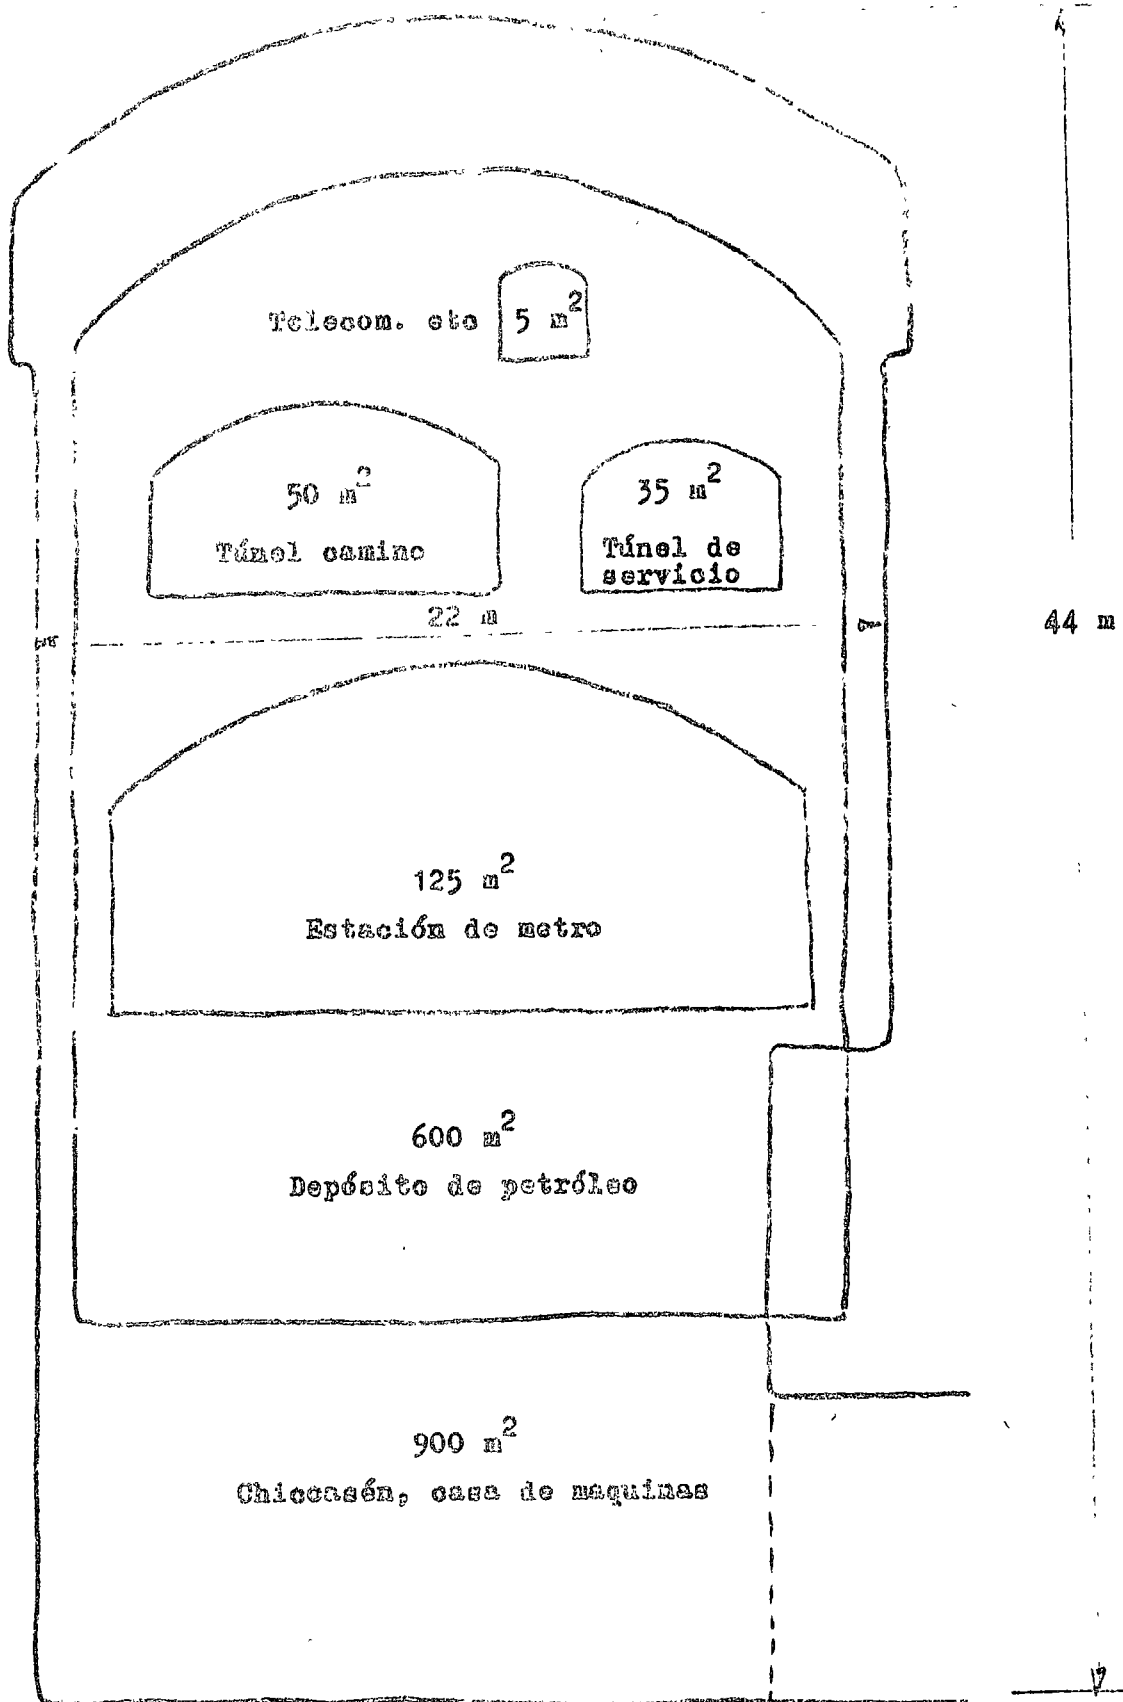 Telecom. etc 5 m²
50 m²
Túnel camino
35 m²
Túnel de
servicio
22 m
44 m
125 m²
Estación de metro
600 m²
Depósito de petróleo
900 m²
Chicoasén, casa de maquinas